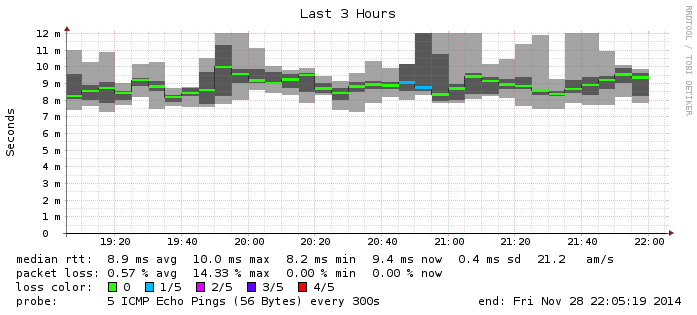 Last 3 Hours
RRDTOOL / TOBI OETIKER
Seconds
12 m
11 m
10 m
9 m
8 m
7 m
6 m
5 m
4 m
3 m
2 m
1 m
0
19:20 19:40 20:00 20:20 20:40 21:00 21:20 21:40 22:00
median rtt: 8.9 ms avg 10.0 ms max 8.2 ms min 9.4 ms now 0.4 ms sd 21.2 am/s
packet loss: 0.57 % avg 14.33 % max 0.00 % min 0.00 % now
loss color: 0 1/5 2/5 3/5 4/5
probe: 5 ICMP Echo Pings (56 Bytes) every 300s end: Fri Nov 28 22:05:19 2014